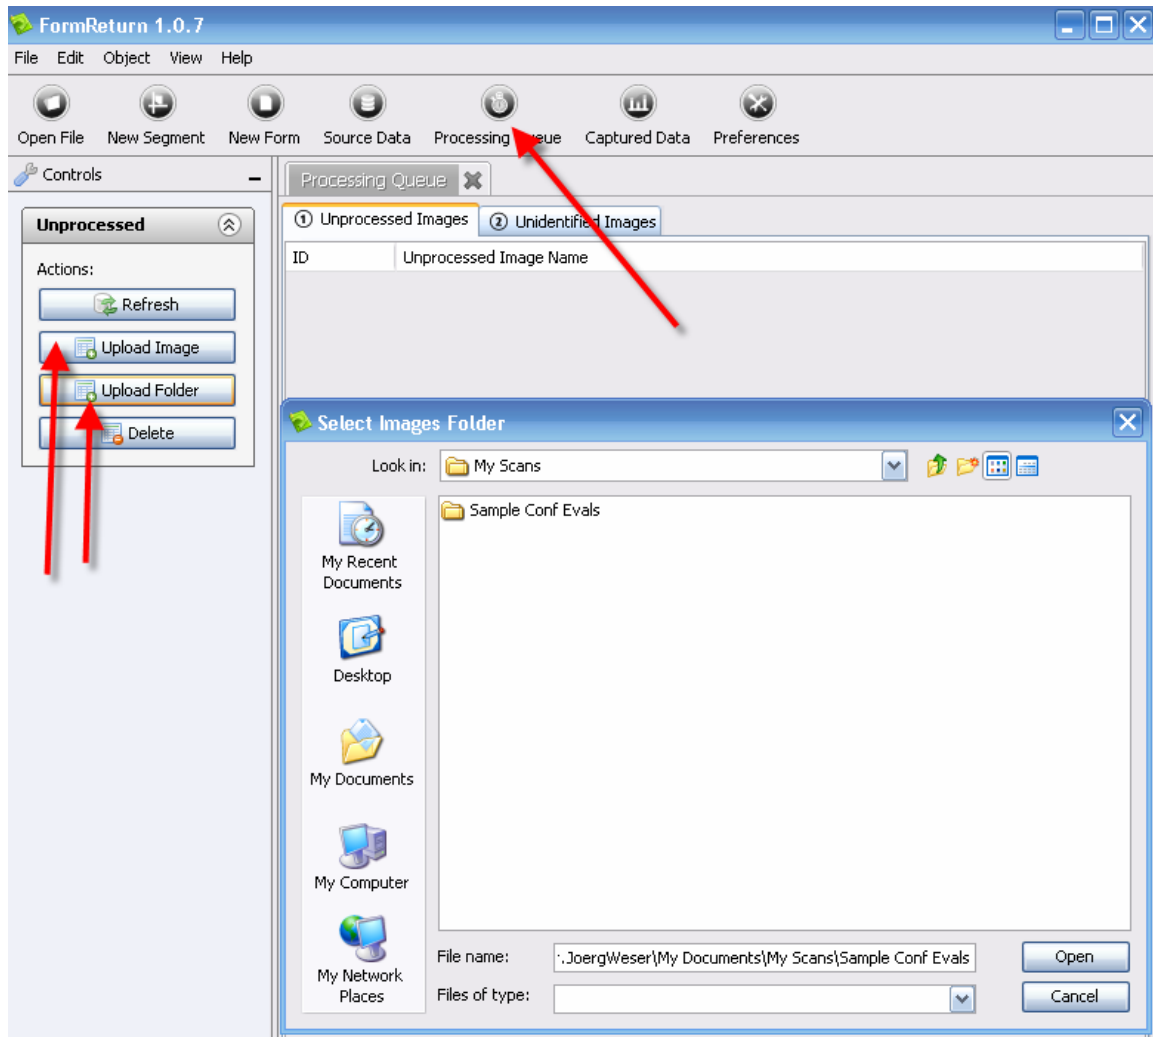 FormReturn 1.0.7
File Edit Object View Help
Open File New Segment New Form Source Data Processing Queue Captured Data Preferences
Controls
Processing Queue
Unprocessed
1 Unprocessed Images 2 Unidentified Images
ID Unprocessed Image Name
Actions:
Refresh
Upload Image
Upload Folder
Delete
Select Images Folder
Look in: My Scans
Sample Conf Evals
My Recent
Documents
Desktop
My Documents
My Computer
My Network
Places
File name: .JoergWeser\My Documents\My Scans\Sample Conf Evals Open
Files of type: Cancel